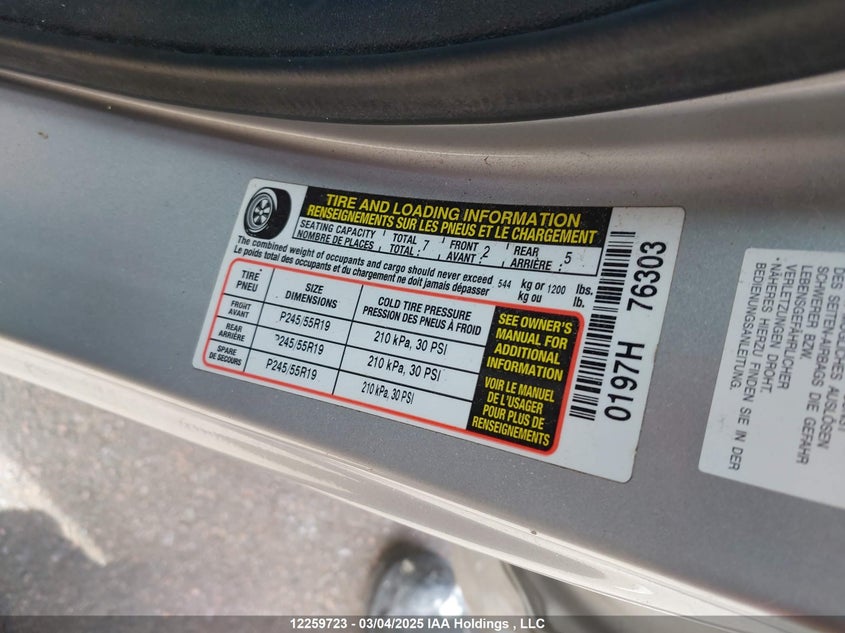 TIRE AND LOADING INFORMATION
RENSEIGNEMENTS SUR LES PNEUS ET LE CHARGEMENT
SEATING CAPACITY TOTAL 7 FRONT 2 REAR 5
NOMBRE DE PLACES : TOTAL : AVANT : ARRIÈRE :
The combined weight of occupants and cargo should never exceed 544 kg or 1200 lbs.
Le poids total des occupants et du chargement ne doit jamais dépasser kg ou lb.
TIRE SIZE COLD TIRE PRESSURE
PNEU DIMENSIONS PRESSION DES PNEUS À FROID
FRONT
AVANT P245/55R19 210 kPa, 30 PSI
REAR
ARRIÈRE P245/55R19 210 kPa, 30 PSI
SPARE
DE SECOURS P245/55R19 210 kPa, 30 PSI
SEE OWNER'S
MANUAL FOR
ADDITIONAL
INFORMATION
VOIR LE MANUEL
DE L'USAGER
POUR PLUS DE
RENSEIGNEMENTS
0197H 76303
DES SEITEN-AIRBAGS DIE GEFAHR
SCHWERER BZW.
LEBENSGEFÄHRLICHER
VERLETZUNGEN DROHT.
*NÄHERES HIERZU FINDEN SIE IN DER
BEDIENUNGSANLEITUNG.
12259723 - 03/04/2025 IAA Holdings , LLC